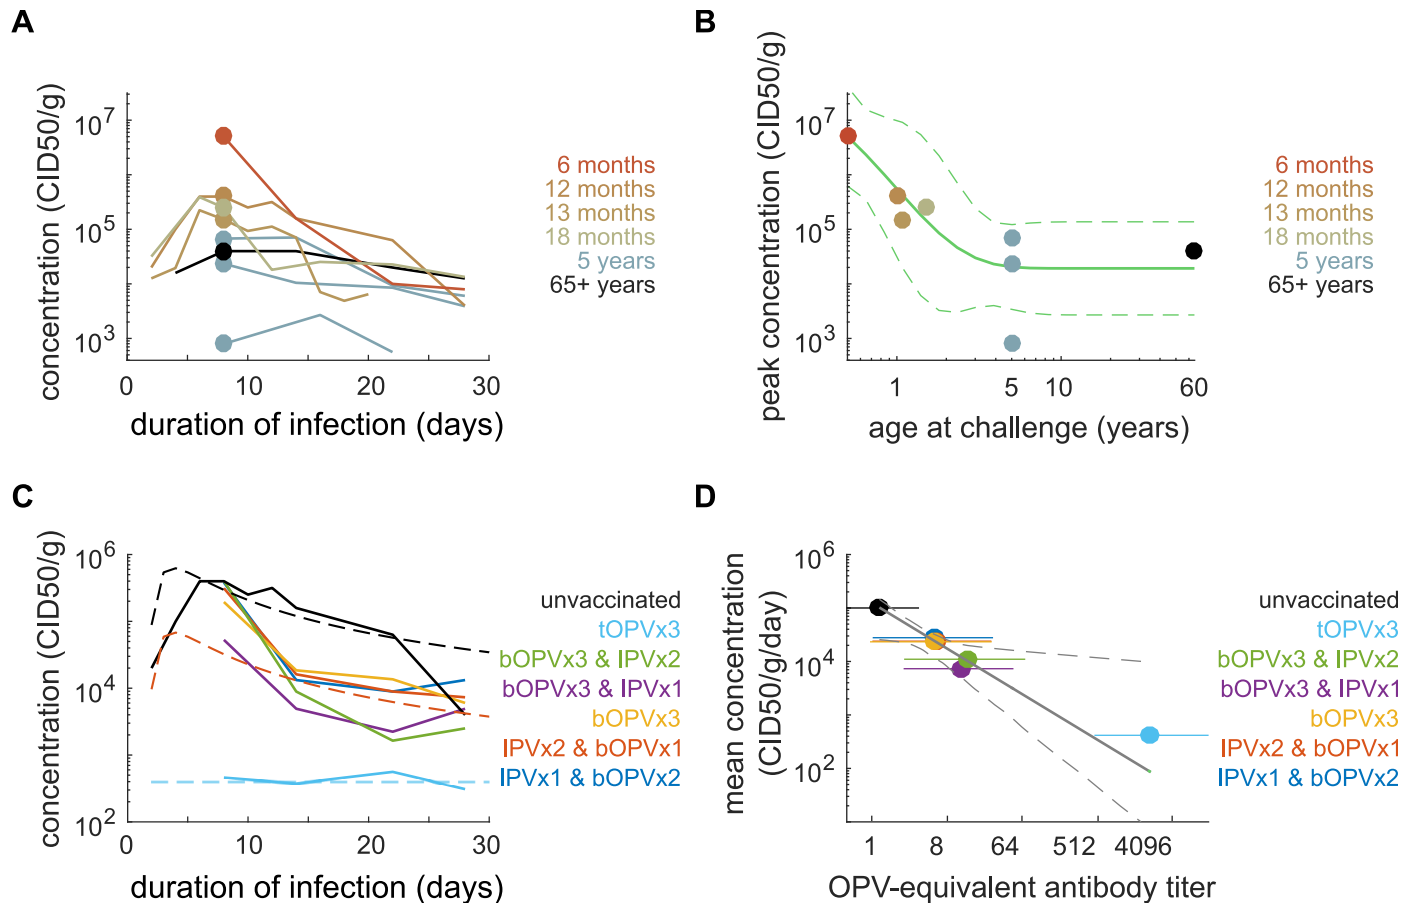 A
concentration (CID50/g)
10^7
10^5
10^3
0
10
20
30
duration of infection (days)
6 months
12 months
13 months
18 months
5 years
65+ years
B
peak concentration (CID50/g)
10^7
10^5
10^3
1
5
10
60
age at challenge (years)
6 months
12 months
13 months
18 months
5 years
65+ years
C
concentration (CID50/g)
10^6
10^4
10^2
0
10
20
30
duration of infection (days)
unvaccinated
tOPVx3
bOPVx3 & IPVx2
bOPVx3 & IPVx1
bOPVx3
IPVx2 & bOPVx1
IPVx1 & bOPVx2
D
mean concentration
(CID50/g/day)
10^6
10^4
10^2
1
8
64
512
4096
OPV-equivalent antibody titer
unvaccinated
tOPVx3
bOPVx3 & IPVx2
bOPVx3 & IPVx1
bOPVx3
IPVx2 & bOPVx1
IPVx1 & bOPVx2